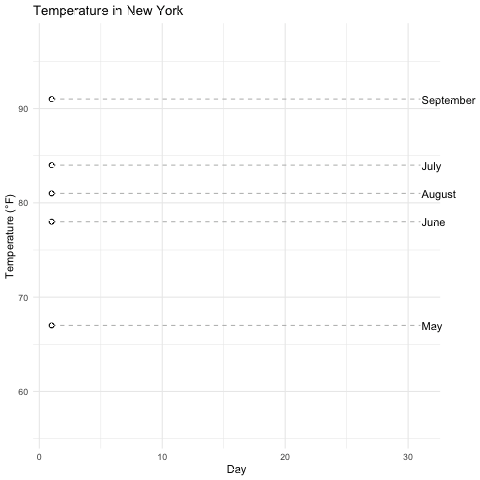 Temperature in New York
Temperature (°F)
90
80
70
60
September
July
August
June
May
0 10 20 30
Day